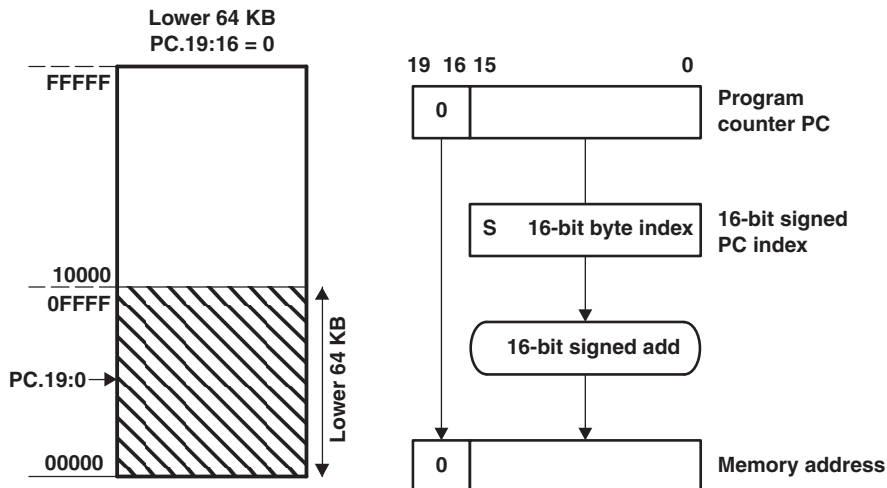 Lower 64 KB
PC.19:16 = 0
FFFFF
10000
0FFFF
PC.19:0
00000
Lower 64 KB
19 16 15 0
0
Program
counter PC
S 16-bit byte index
16-bit signed
PC index
16-bit signed add
0
Memory address